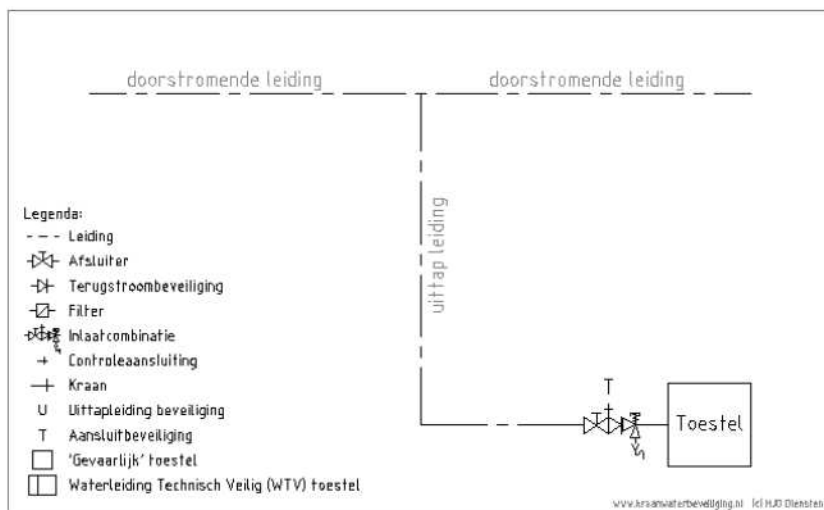 doorstromende leiding
doorstromende leiding
uittap leiding
Legenda:
Leiding
Afsluiter
Terugstroombeveiliging
Filter
Inlaatcombinatie
Controleaansluiting
Kraan
U Uittapleiding beveiliging
T Aansluitbeveiliging
'Gevaarlijk' toestel
Waterleiding Technisch Veilig (WTV) toestel
T
Toestel
www.kraanwaterbeveiliging.nl (c) HJG Diensten